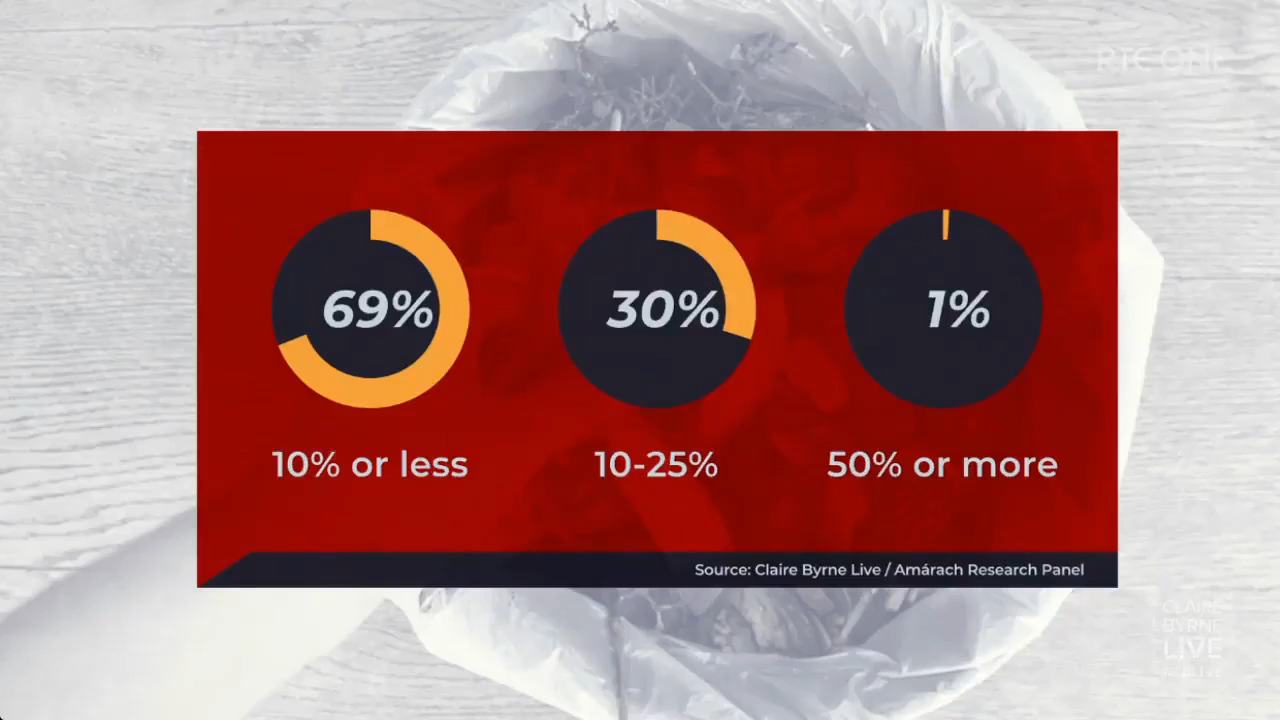 RTÉ ONE
69%
30%
1%
10% or less
10-25%
50% or more
Source: Claire Byrne Live / Amárach Research Panel
CLAIRE
BYRNE
LIVE